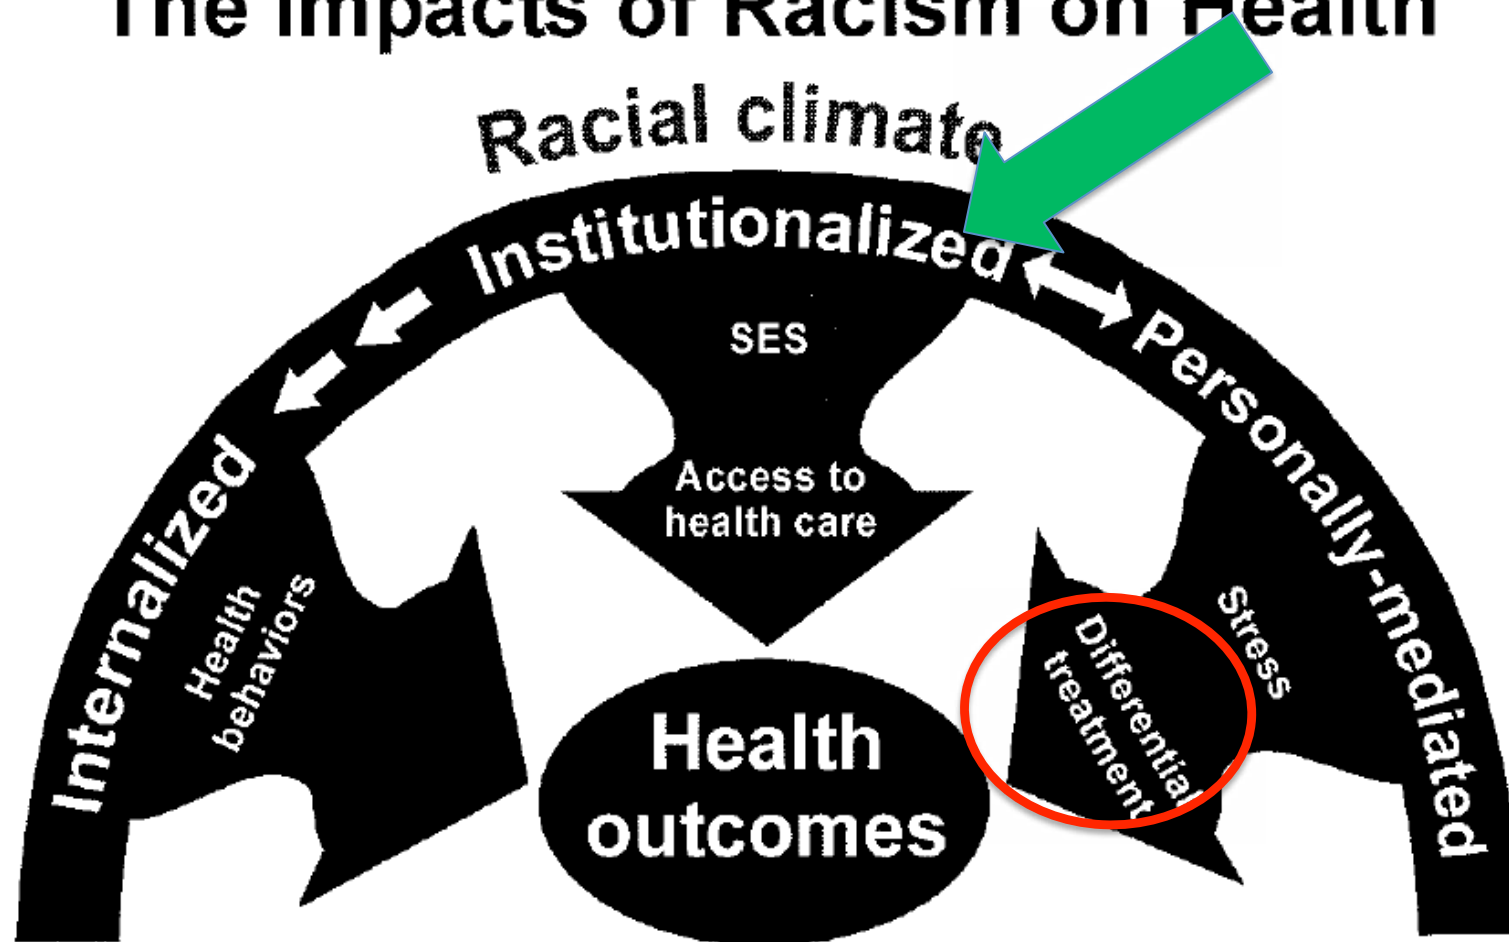 The Impacts of Racism on Health
Racial climate
Institutionalized
SES
Access to
health care
Internalized
Health
behaviors
Personally-mediated
Stress
Differential
treatment
Health
outcomes